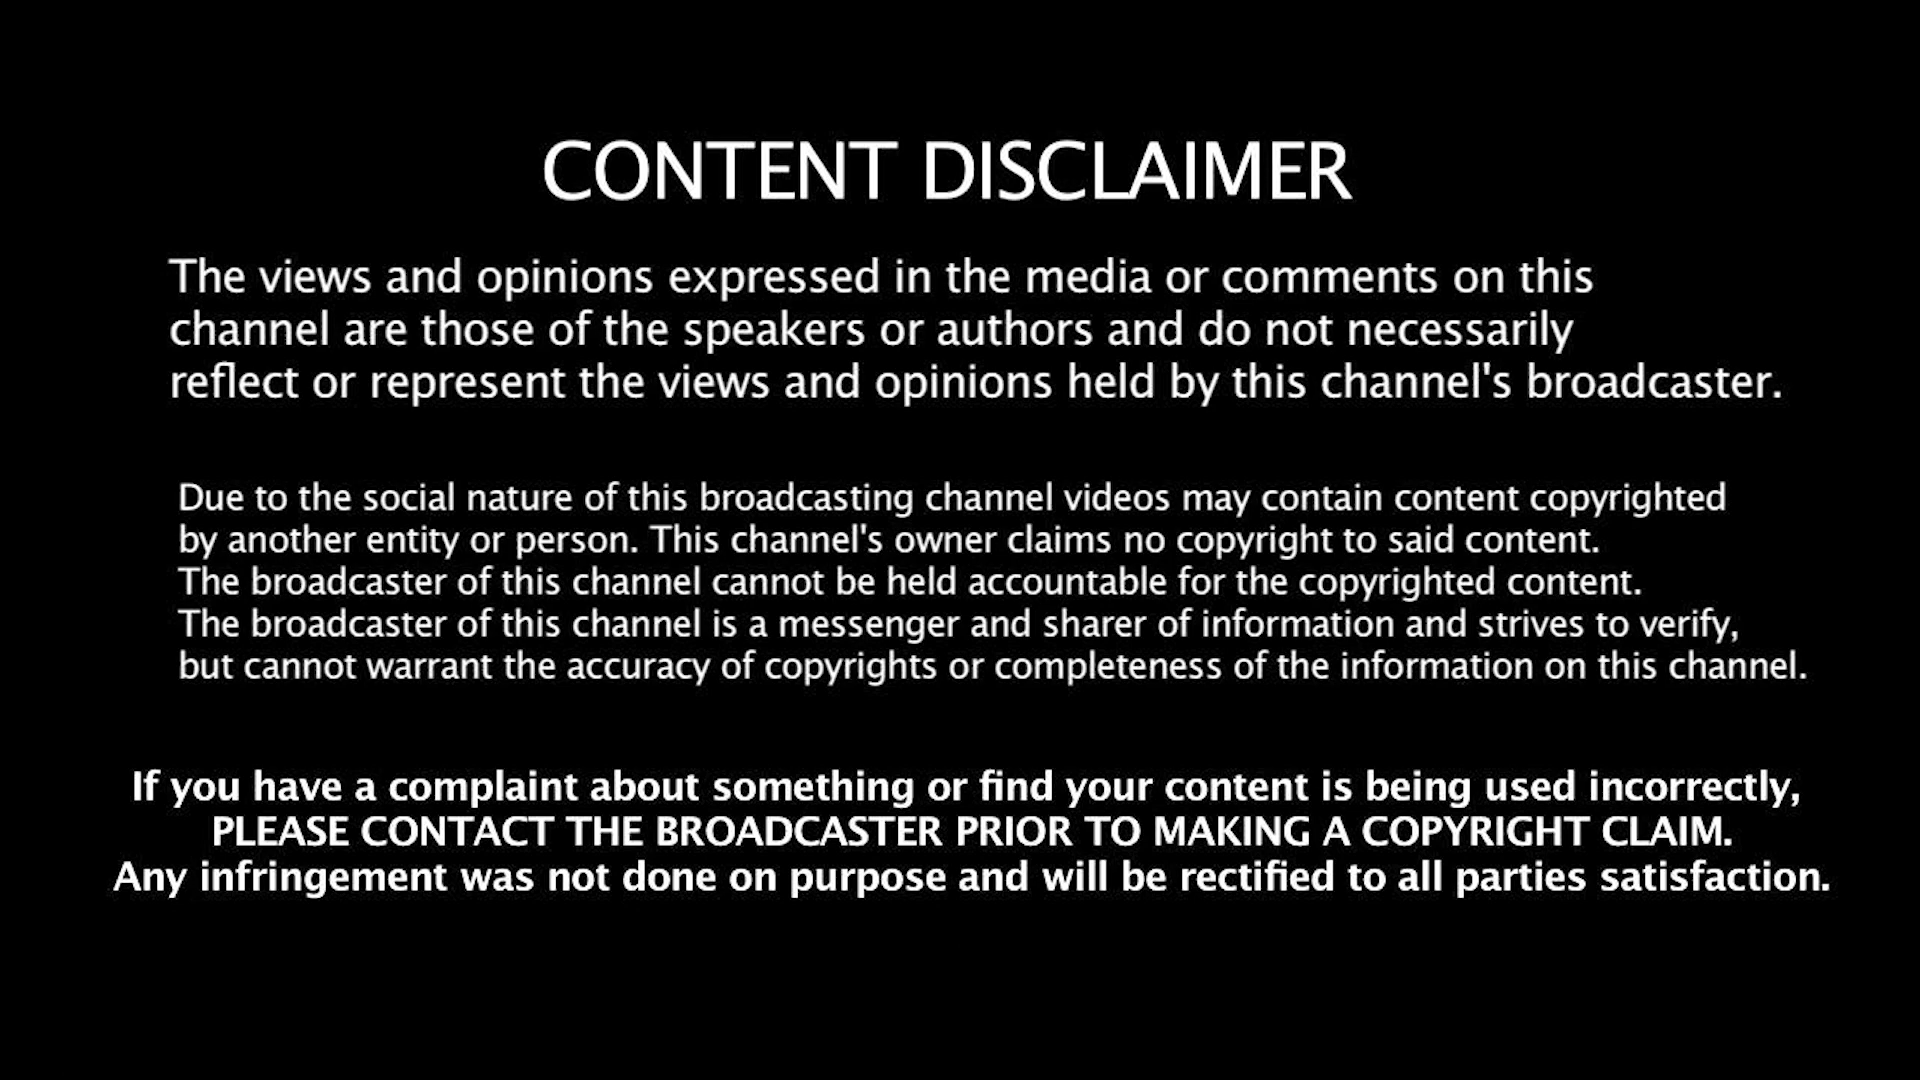 CONTENT DISCLAIMER
The views and opinions expressed in the media or comments on this
channel are those of the speakers or authors and do not necessarily
reflect or represent the views and opinions held by this channel's broadcaster.
Due to the social nature of this broadcasting channel videos may contain content copyrighted
by another entity or person. This channel's owner claims no copyright to said content.
The broadcaster of this channel cannot be held accountable for the copyrighted content.
The broadcaster of this channel is a messenger and sharer of information and strives to verify,
but cannot warrant the accuracy of copyrights or completeness of the information on this channel.
If you have a complaint about something or find your content is being used incorrectly,
PLEASE CONTACT THE BROADCASTER PRIOR TO MAKING A COPYRIGHT CLAIM.
Any infringement was not done on purpose and will be rectified to all parties satisfaction.